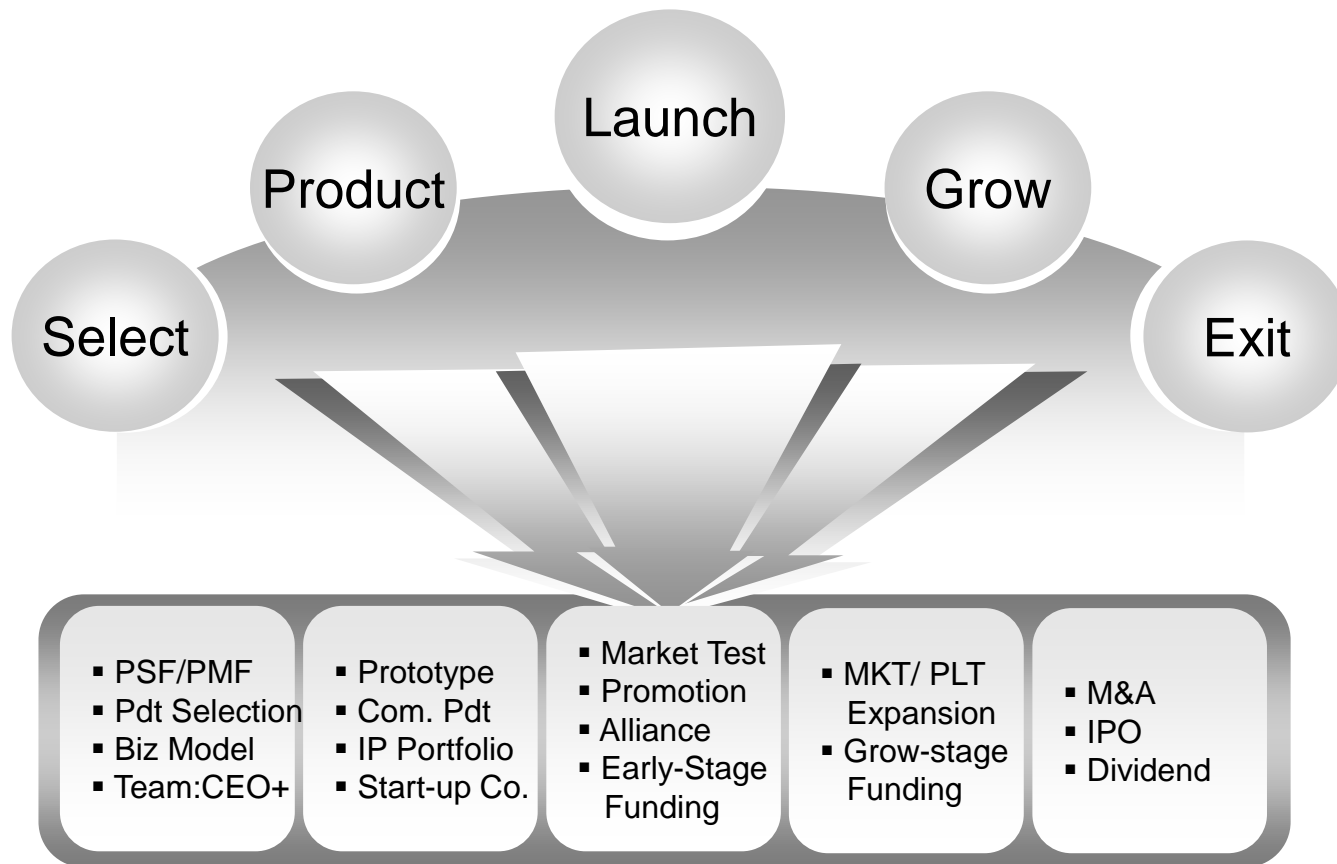 Launch
Product
Grow
Select
Exit
▪ PSF/PMF
▪ Pdt Selection
▪ Biz Model
▪ Team:CEO+
▪ Prototype
▪ Com. Pdt
▪ IP Portfolio
▪ Start-up Co.
▪ Market Test
▪ Promotion
▪ Alliance
▪ Early-Stage
Funding
▪ MKT/ PLT
Expansion
▪ Grow-stage
Funding
▪ M&A
▪ IPO
▪ Dividend